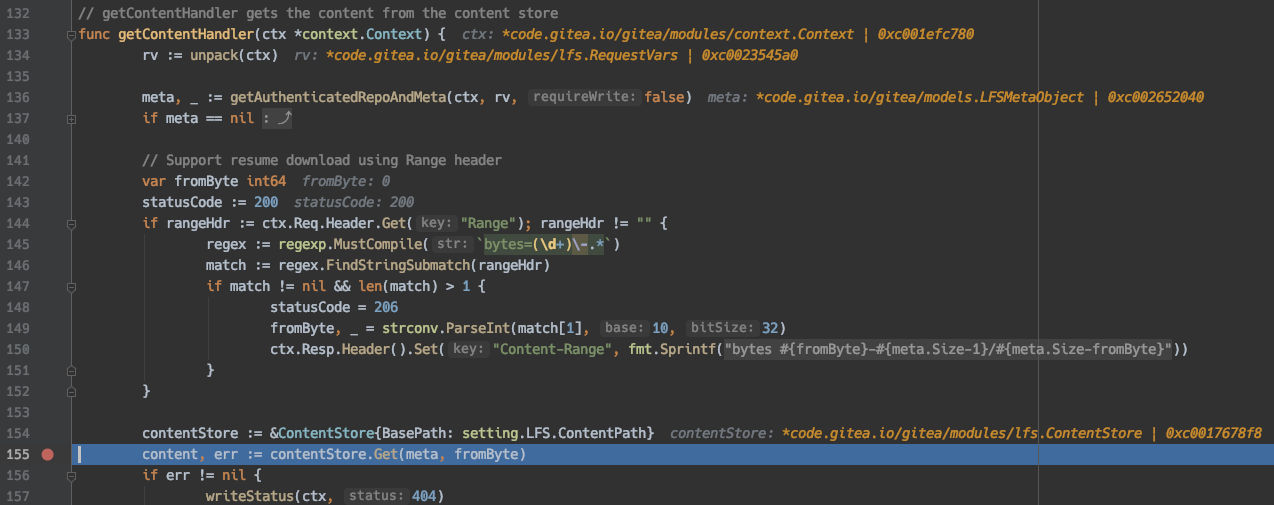 132 // getContentHandler gets the content from the content store
133 func getContentHandler(ctx *context.Context) { ctx: *code.gitea.io/gitea/modules/context.Context | 0xc001efc780
134 rv := unpack(ctx) rv: *code.gitea.io/gitea/modules/lfs.RequestVars | 0xc0023545a0
135
136 meta, _ := getAuthenticatedRepoAndMeta(ctx, rv, requireWrite: false) meta: *code.gitea.io/gitea/models.LFSMetaObject | 0xc002652040
137 if meta == nil : ⤴
140
141 // Support resume download using Range header
142 var fromByte int64 fromByte: 0
143 statusCode := 200 statusCode: 200
144 if rangeHdr := ctx.Req.Header.Get( key: "Range"); rangeHdr != "" {
145 regex := regexp.MustCompile( str: `bytes=(\d+)\-.*`)
146 match := regex.FindStringSubmatch(rangeHdr)
147 if match != nil && len(match) > 1 {
148 statusCode = 206
149 fromByte, _ = strconv.ParseInt(match[1], base: 10, bitSize: 32)
150 ctx.Resp.Header().Set( key: "Content-Range", fmt.Sprintf("bytes #{fromByte}-#{meta.Size-1}/#{meta.Size-fromByte}"))
151 }
152 }
153
154 contentStore := &ContentStore{BasePath: setting.LFS.ContentPath} contentStore: *code.gitea.io/gitea/modules/lfs.ContentStore | 0xc0017678f8
155 content, err := contentStore.Get(meta, fromByte)
156 if err != nil {
157 writeStatus(ctx, status: 404)